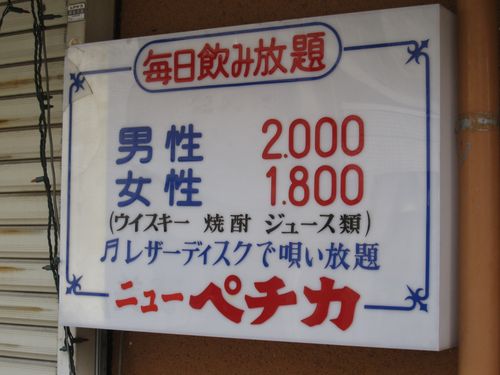 毎日飲み放題
男性 2.000
女性 1.800
(ウイスキー 焼酎 ジュース類)
♬レザーディスクで唄い放題
ニューペチカ